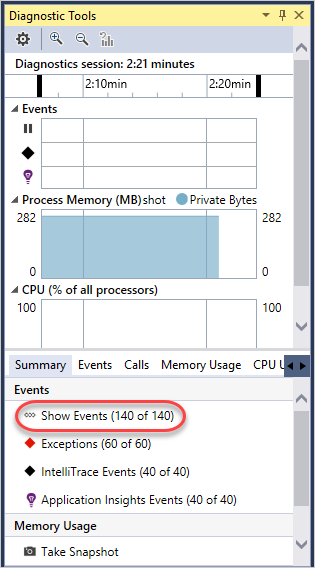 Diagnostic Tools
Diagnostics session: 2:21 minutes
2:10min 2:20min
Events
Process Memory (MB) shot Private Bytes
282 282
0 0
CPU (% of all processors)
100 100
Summary Events Calls Memory Usage CPU U
Events
Show Events (140 of 140)
Exceptions (60 of 60)
IntelliTrace Events (40 of 40)
Application Insights Events (40 of 40)
Memory Usage
Take Snapshot